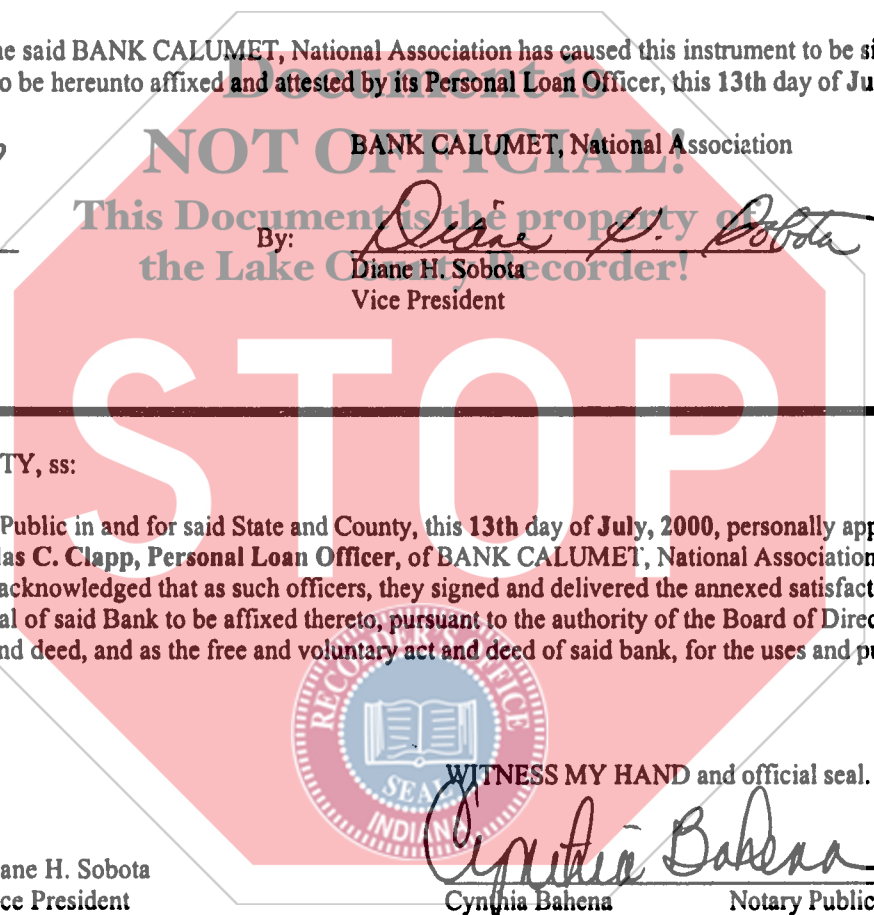 e said BANK CALUMET, National Association has caused this instrument to be si
o be hereunto affixed and attested by its Personal Loan Officer, this 13th day of Ju
Document is
NOT OFFICIAL!
This Document is the property of
the Lake County Recorder!
BANK CALUMET, National Association
By: Diane H. Sobota
Diane H. Sobota
Vice President
STOP
TY, ss:
Public in and for said State and County, this 13th day of July, 2000, personally app
las C. Clapp, Personal Loan Officer, of BANK CALUMET, National Association
acknowledged that as such officers, they signed and delivered the annexed satisfact
al of said Bank to be affixed thereto, pursuant to the authority of the Board of Direc
nd deed, and as the free and voluntary act and deed of said bank, for the uses and pu
RECORDER'S OFFICE
SEAL
INDIANA
WITNESS MY HAND and official seal.
Cynthia Bahena
ane H. Sobota
ce President
Cynthia Bahena Notary Public